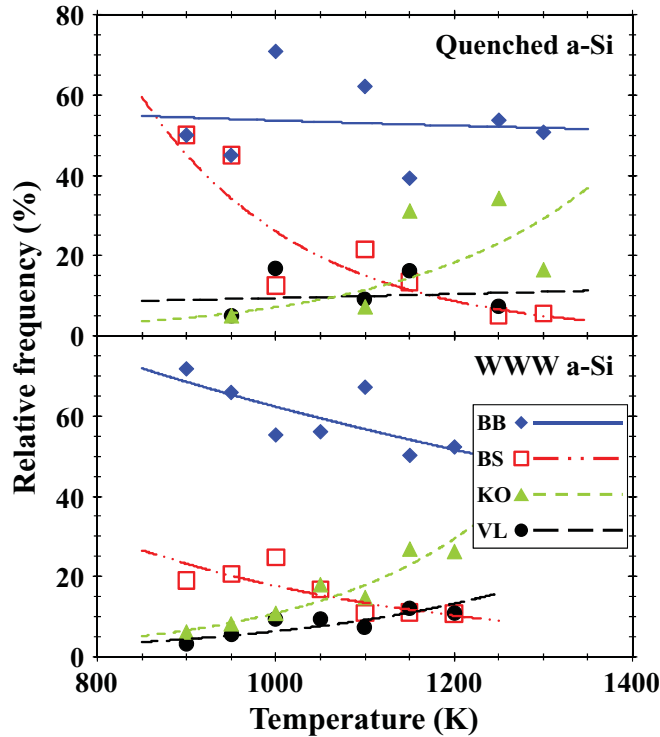 Quenched a-Si
80
60
40
20
0
WWW a-Si
60
40
20
0
BB
BS
KO
VL
800
1000
1200
1400
Temperature (K)
Relative frequency (%)